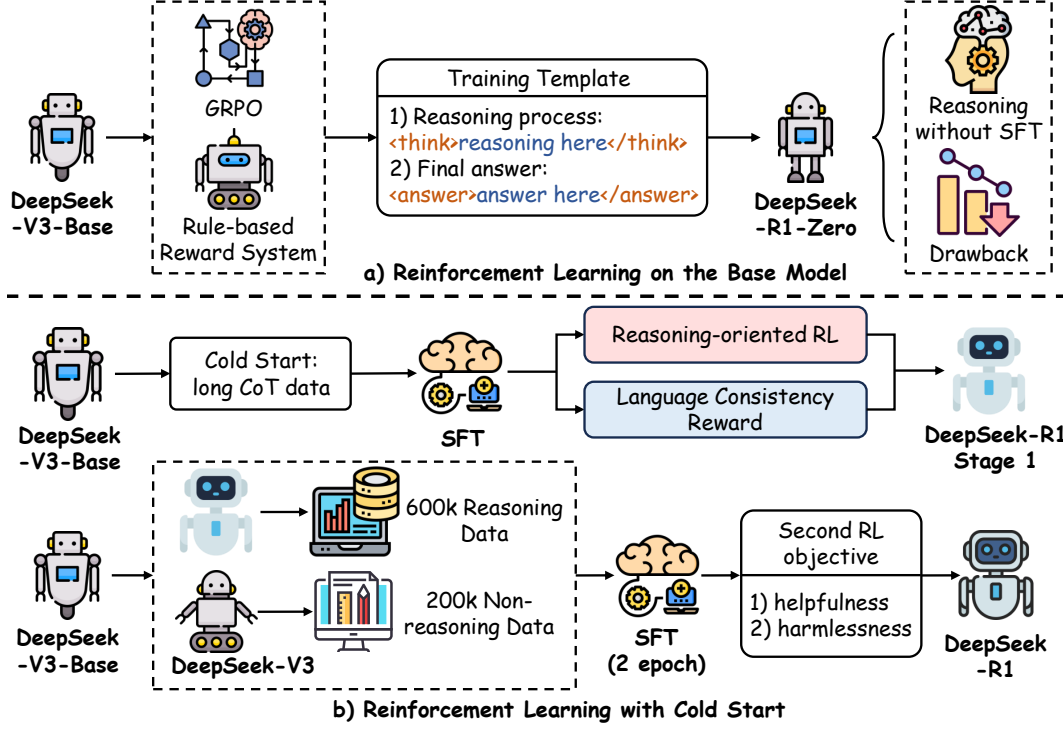 DeepSeek
-V3-Base
GRPO
Rule-based
Reward System
Training Template
1) Reasoning process:
<think>reasoning here</think>
2) Final answer:
<answer>answer here</answer>
DeepSeek
-R1-Zero
Reasoning
without SFT
Drawback
a) Reinforcement Learning on the Base Model
DeepSeek
-V3-Base
Cold Start:
long CoT data
SFT
Reasoning-oriented RL
Language Consistency
Reward
DeepSeek-R1
Stage 1
DeepSeek
-V3-Base
600k Reasoning
Data
DeepSeek-V3
200k Non-
reasoning Data
SFT
(2 epoch)
Second RL
objective
1) helpfulness
2) harmlessness
DeepSeek
-R1
b) Reinforcement Learning with Cold Start